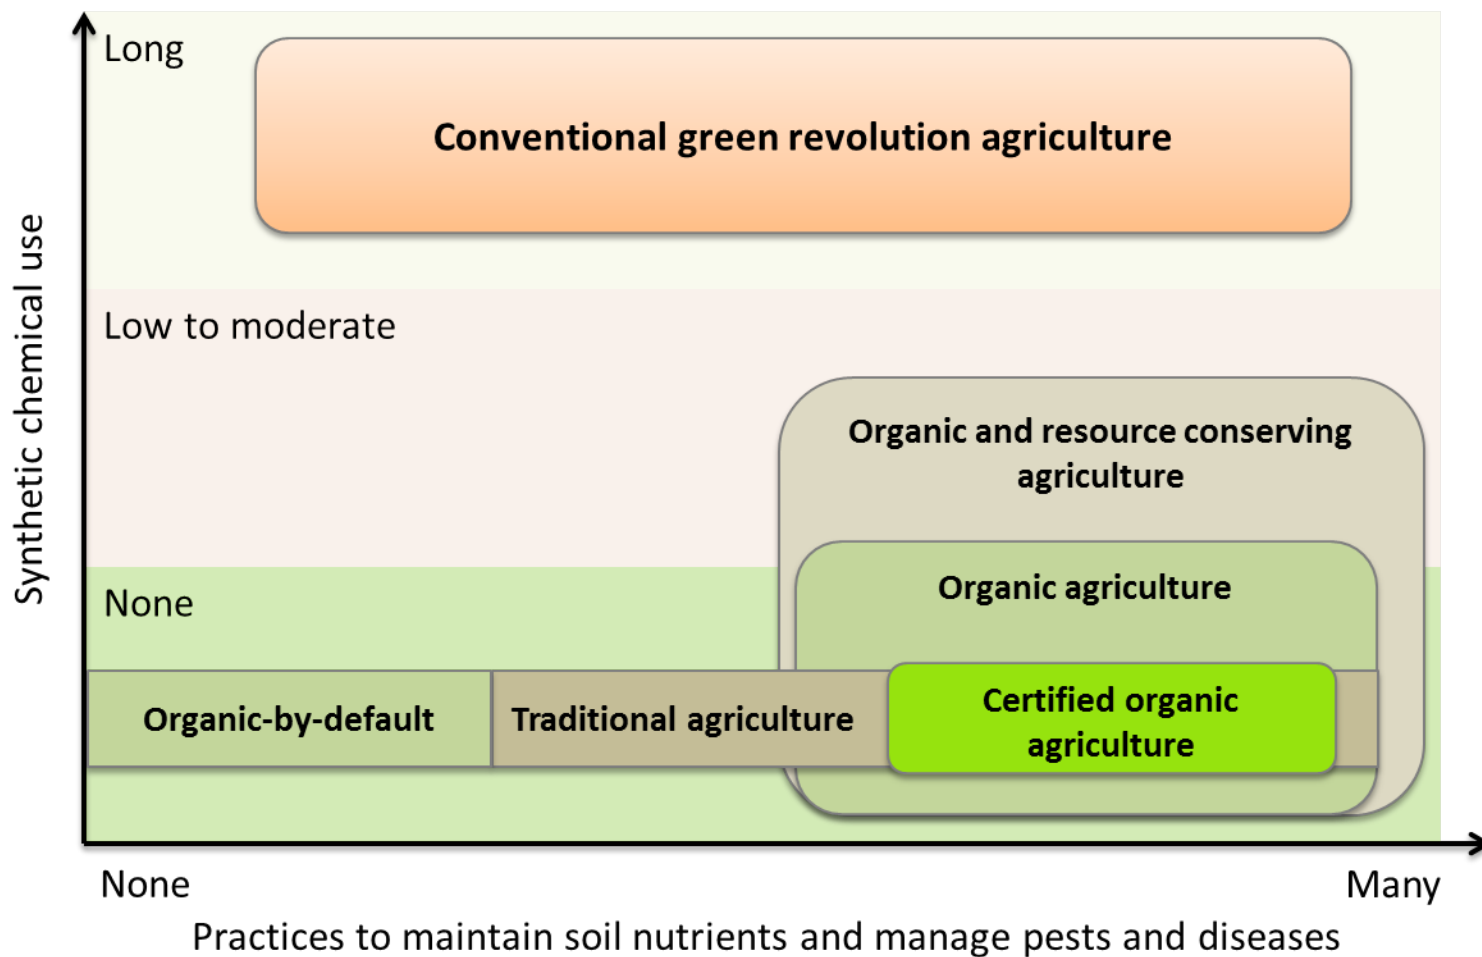 Long
Conventional green revolution agriculture
Synthetic chemical use
Low to moderate
Organic and resource conserving
agriculture
None
Organic agriculture
Organic-by-default
Traditional agriculture
Certified organic
agriculture
None
Many
Practices to maintain soil nutrients and manage pests and diseases